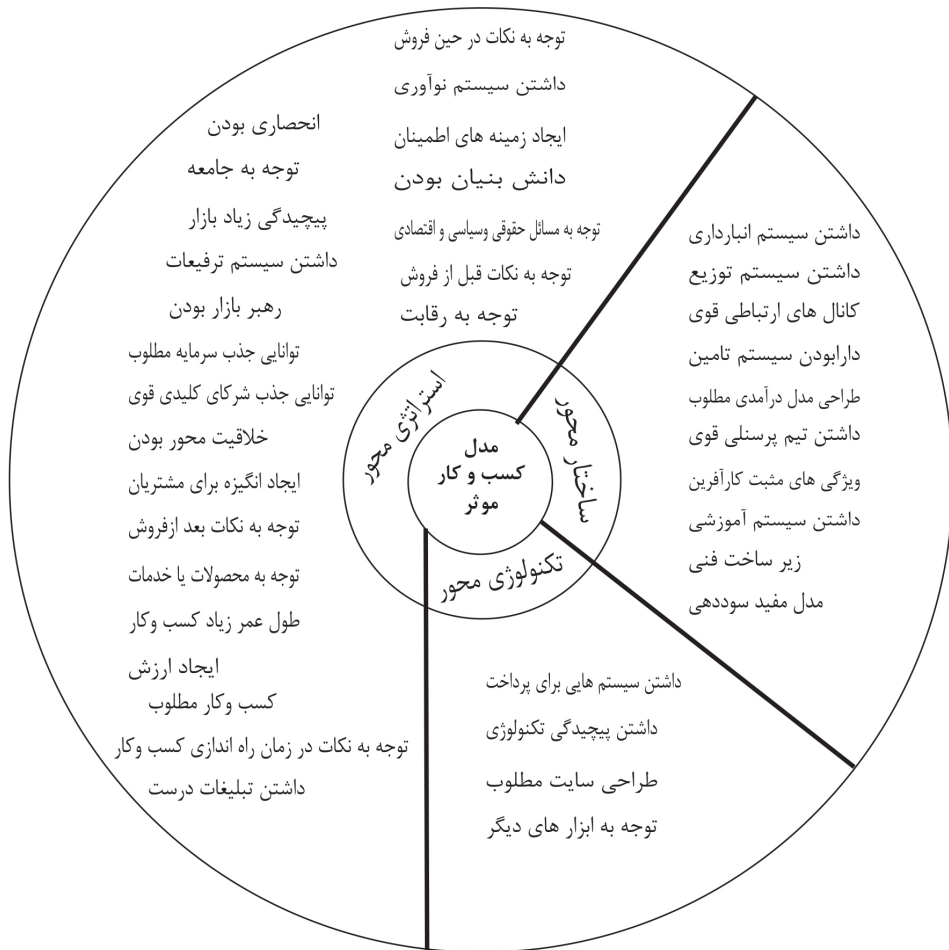 مدل
کسب و کار
موثر
استراتژی محور
ساختار محور
تکنولوژی محور
توجه به نکات در حین فروش
داشتن سیستم نوآوری
ایجاد زمینه های اطمینان
دانش بنیان بودن
توجه به مسائل حقوقی وسیاسی و اقتصادی
توجه به نکات قبل از فروش
توجه به رقابت
انحصاری بودن
توجه به جامعه
پیچیدگی زیاد بازار
داشتن سیستم ترفیعات
رهبر بازار بودن
توانایی جذب سرمایه مطلوب
توانایی جذب شرکای کلیدی قوی
خلاقیت محور بودن
ایجاد انگیزه برای مشتریان
توجه به نکات بعد ازفروش
توجه به محصولات یا خدمات
طول عمر زیاد کسب وکار
ایجاد ارزش
کسب وکار مطلوب
توجه به نکات در زمان راه اندازی کسب وکار
داشتن تبلیغات درست
داشتن سیستم انبارداری
داشتن سیستم توزیع
کانال های ارتباطی قوی
دارابودن سیستم تامین
طراحی مدل درآمدی مطلوب
داشتن تیم پرسنلی قوی
ویژگی های مثبت کارآفرین
داشتن سیستم آموزشی
زیر ساخت فنی
مدل مفید سوددهی
داشتن سیستم هایی برای پرداخت
داشتن پیچیدگی تکنولوژی
طراحی سایت مطلوب
توجه به ابزار های دیگر